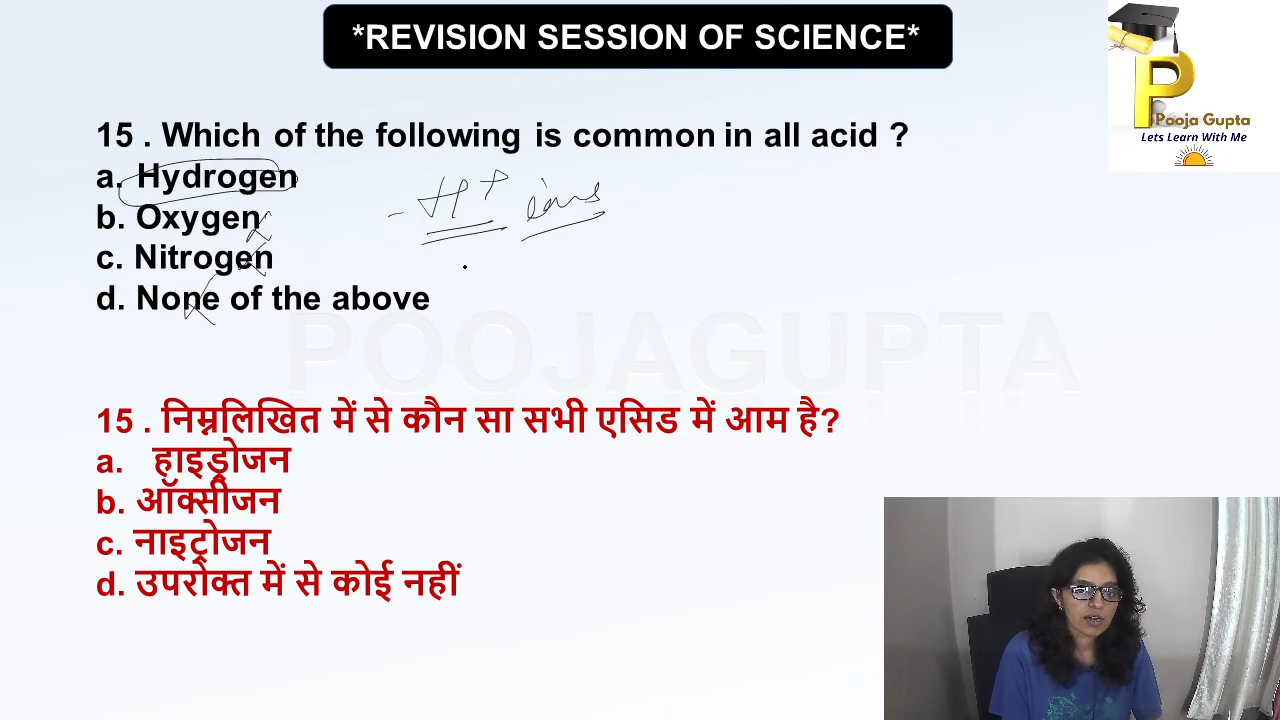 *REVISION SESSION OF SCIENCE*
Pooja Gupta
Lets Learn With Me
15 . Which of the following is common in all acid ?
a. Hydrogen
b. Oxygen
c. Nitrogen
d. None of the above
- H+ ions
POOJAGUPTA
15 . निम्नलिखित में से कौन सा सभी एसिड में आम है?
a. हाइड्रोजन
b. ऑक्सीजन
c. नाइट्रोजन
d. उपरोक्त में से कोई नहीं